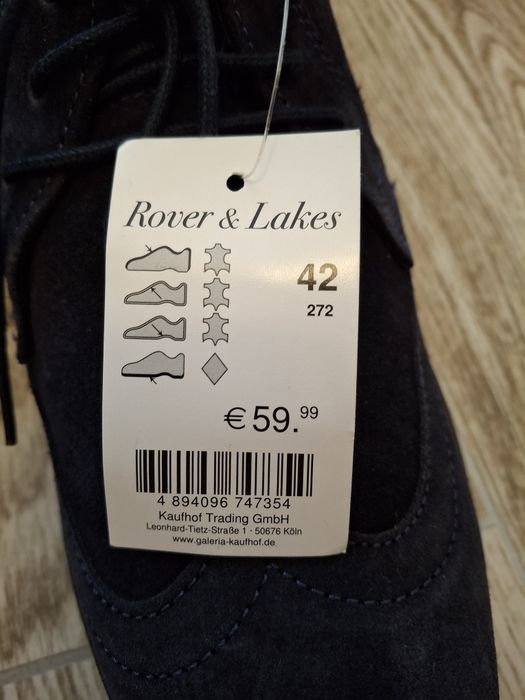 Rover & Lakes
42
272
€ 59.99
4 894096 747354
Kaufhof Trading GmbH
Leonhard-Tietz-Straße 1 · 50676 Köln
www.galeria-kaufhof.de